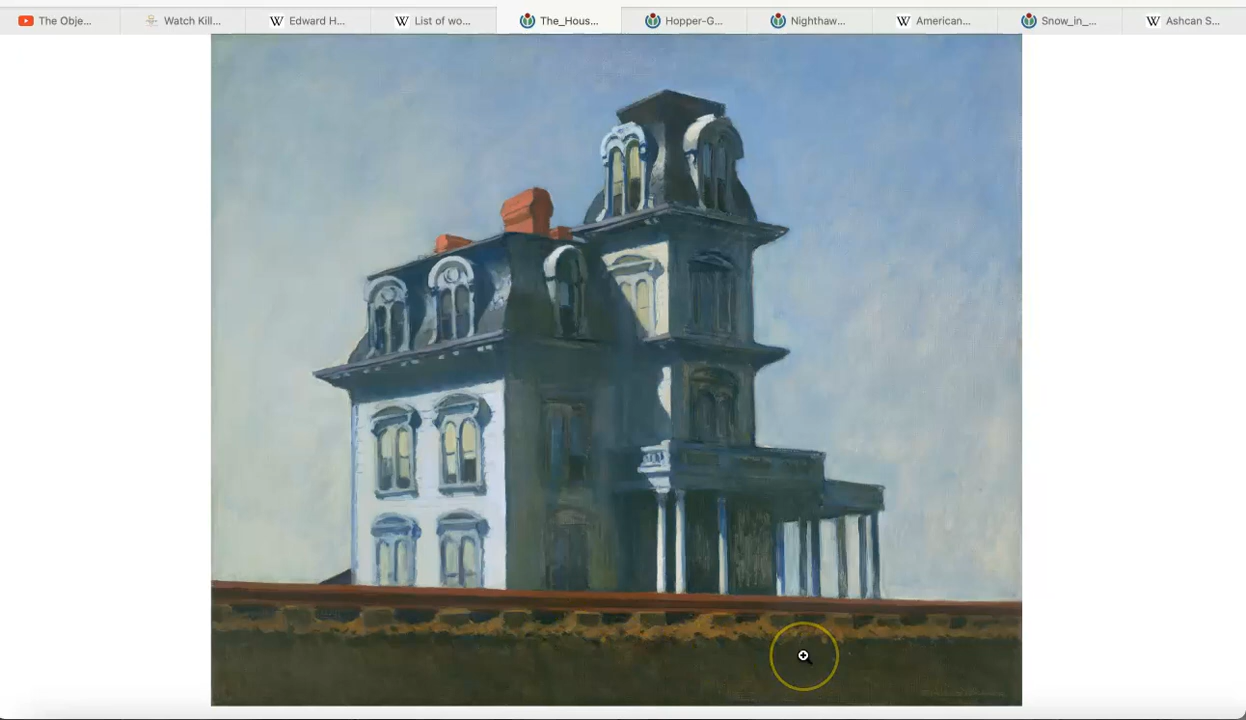 The Obje...
Watch Kill...
Edward H...
List of wo...
The_Hous...
Hopper-G...
Nighthaw...
American...
Snow_in_...
Ashcan S...